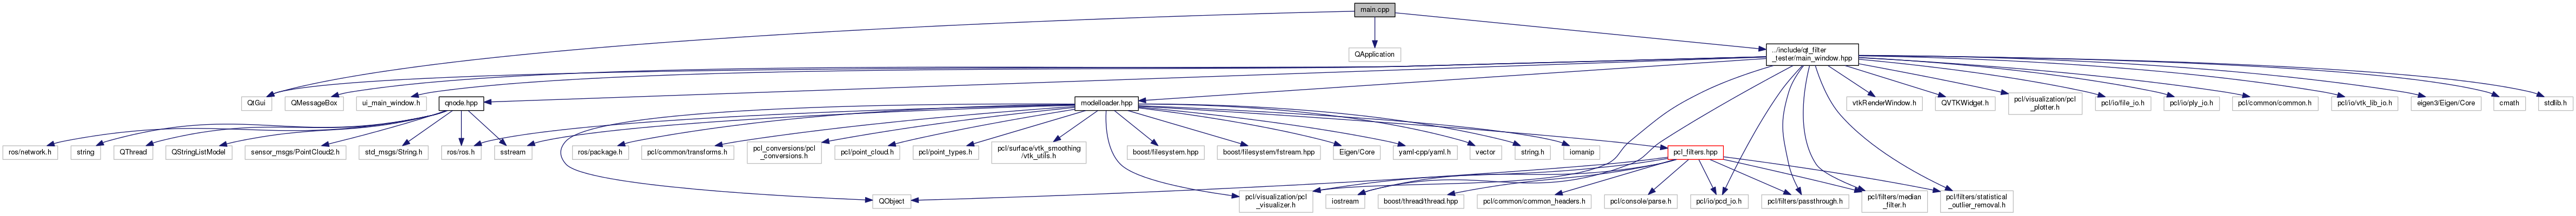 main.cpp
QApplication
../include/qt_filter
_tester/main_window.hpp
QtGui
QMessageBox
ui_main_window.h
qnode.hpp
modelloader.hpp
vtkRenderWindow.h
QVTKWidget.h
pcl/visualization/pcl
_plotter.h
pcl/io/file_io.h
pcl/io/ply_io.h
pcl/common/common.h
pcl/io/vtk_lib_io.h
eigen3/Eigen/Core
cmath
stdlib.h
ros/network.h
string
QThread
QStringListModel
sensor_msgs/PointCloud2.h
std_msgs/String.h
ros/ros.h
sstream
ros/package.h
pcl/common/transforms.h
pcl_conversions/pcl
_conversions.h
pcl/point_cloud.h
pcl/point_types.h
pcl/surface/vtk_smoothing
/vtk_utils.h
boost/filesystem.hpp
boost/filesystem/fstream.hpp
Eigen/Core
yaml-cpp/yaml.h
vector
string.h
iomanip
pcl_filters.hpp
QObject
pcl/visualization/pcl
_visualizer.h
iostream
boost/thread/thread.hpp
pcl/common/common_headers.h
pcl/console/parse.h
pcl/io/pcd_io.h
pcl/filters/passthrough.h
pcl/filters/median
_filter.h
pcl/filters/statistical
_outlier_removal.h